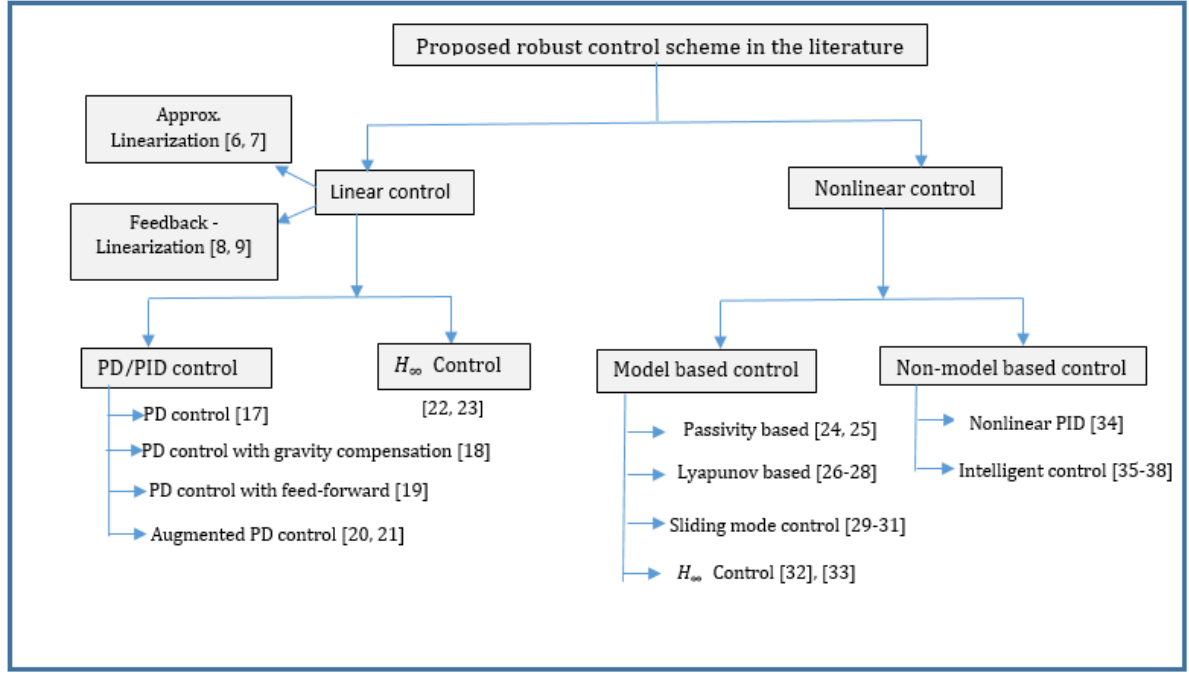 Proposed robust control scheme in the literature
Approx.
Linearization [6, 7]
Linear control
Feedback -
Linearization [8, 9]
Nonlinear control
PD/PID control
PD control [17]
PD control with gravity compensation [18]
PD control with feed-forward [19]
Augmented PD control [20, 21]
H∞ Control
[22, 23]
Model based control
Passivity based [24, 25]
Lyapunov based [26-28]
Sliding mode control [29-31]
H∞ Control [32], [33]
Non-model based control
Nonlinear PID [34]
Intelligent control [35-38]